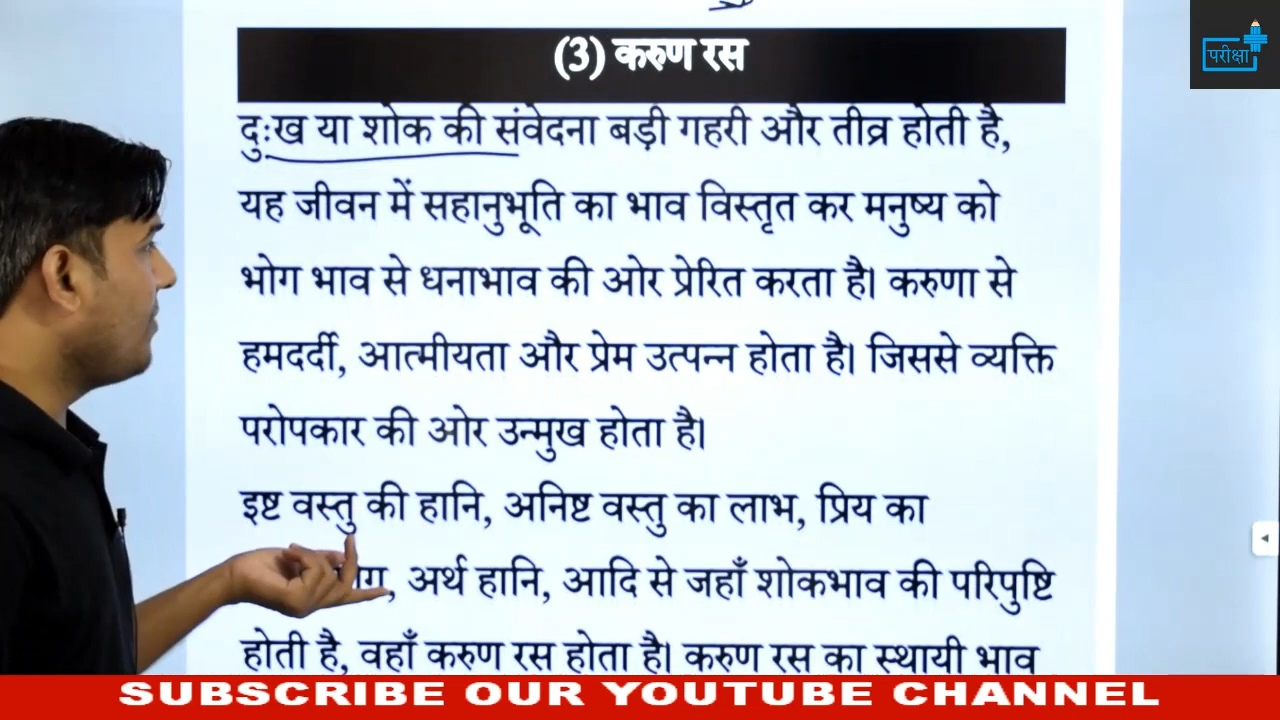 (3) करुण रस
परीक्षा
दुःख या शोक की संवेदना बड़ी गहरी और तीव्र होती है,
यह जीवन में सहानुभूति का भाव विस्तृत कर मनुष्य को
भोग भाव से धनाभाव की ओर प्रेरित करता है। करुणा से
हमदर्दी, आत्मीयता और प्रेम उत्पन्न होता है। जिससे व्यक्ति
परोपकार की ओर उन्मुख होता है।
इष्ट वस्तु की हानि, अनिष्ट वस्तु का लाभ, प्रिय का
अर्थ हानि, आदि से जहाँ शोकभाव की परिपुष्टि
होती है, वहाँ करुण रस होता है। करुण रस का स्थायी भाव
SUBSCRIBE OUR YOUTUBE CHANNEL